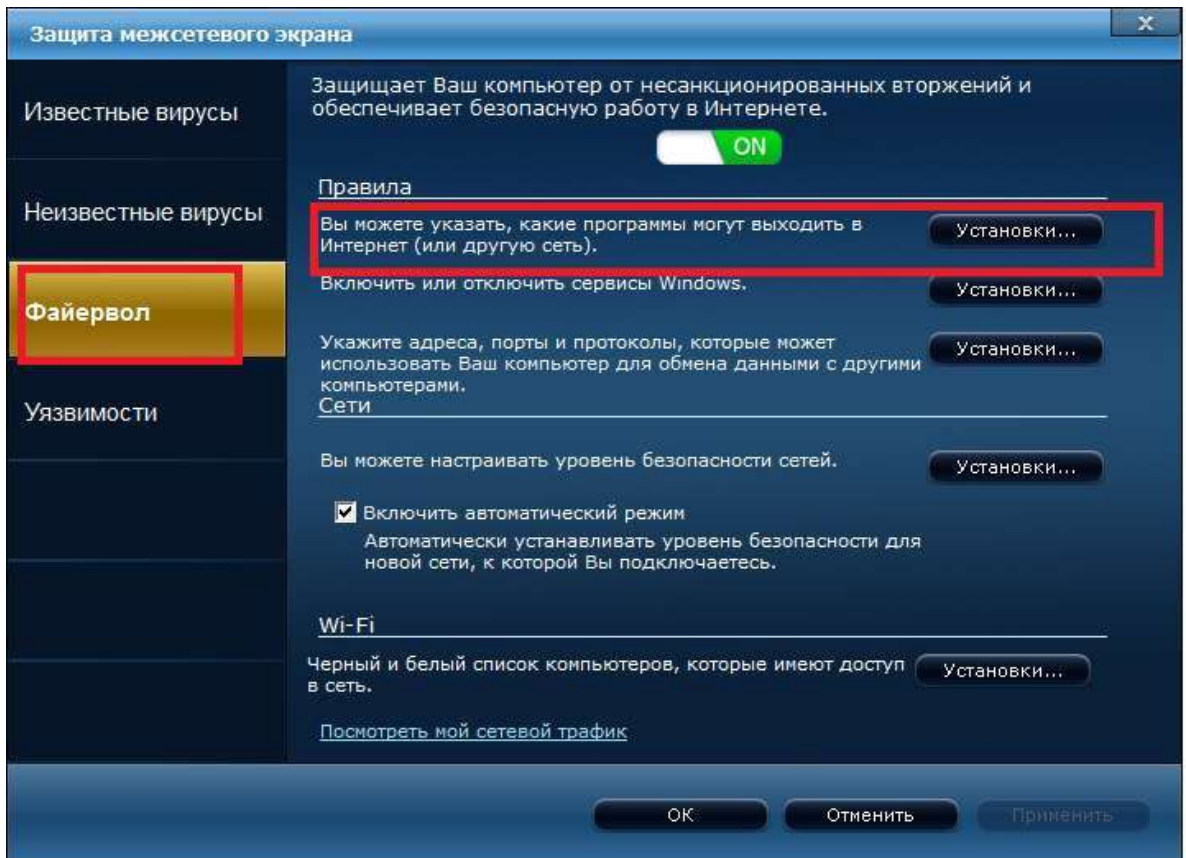 Защита межсетевого экрана
x
Известные вирусы
Неизвестные вирусы
Файервол
Уязвимости
Защищает Ваш компьютер от несанкционированных вторжений и
обеспечивает безопасную работу в Интернете.
ON
Правила
Вы можете указать, какие программы могут выходить в
Интернет (или другую сеть).
Установки...
Включить или отключить сервисы Windows.
Установки...
Укажите адреса, порты и протоколы, которые может
использовать Ваш компьютер для обмена данными с другими
компьютерами.
Установки...
Сети
Вы можете настраивать уровень безопасности сетей.
Установки...
Включить автоматический режим
Автоматически устанавливать уровень безопасности для
новой сети, к которой Вы подключаетесь.
Wi-Fi
Черный и белый список компьютеров, которые имеют доступ
в сеть.
Установки...
Посмотреть мой сетевой трафик
ОК
Отменить
Применить